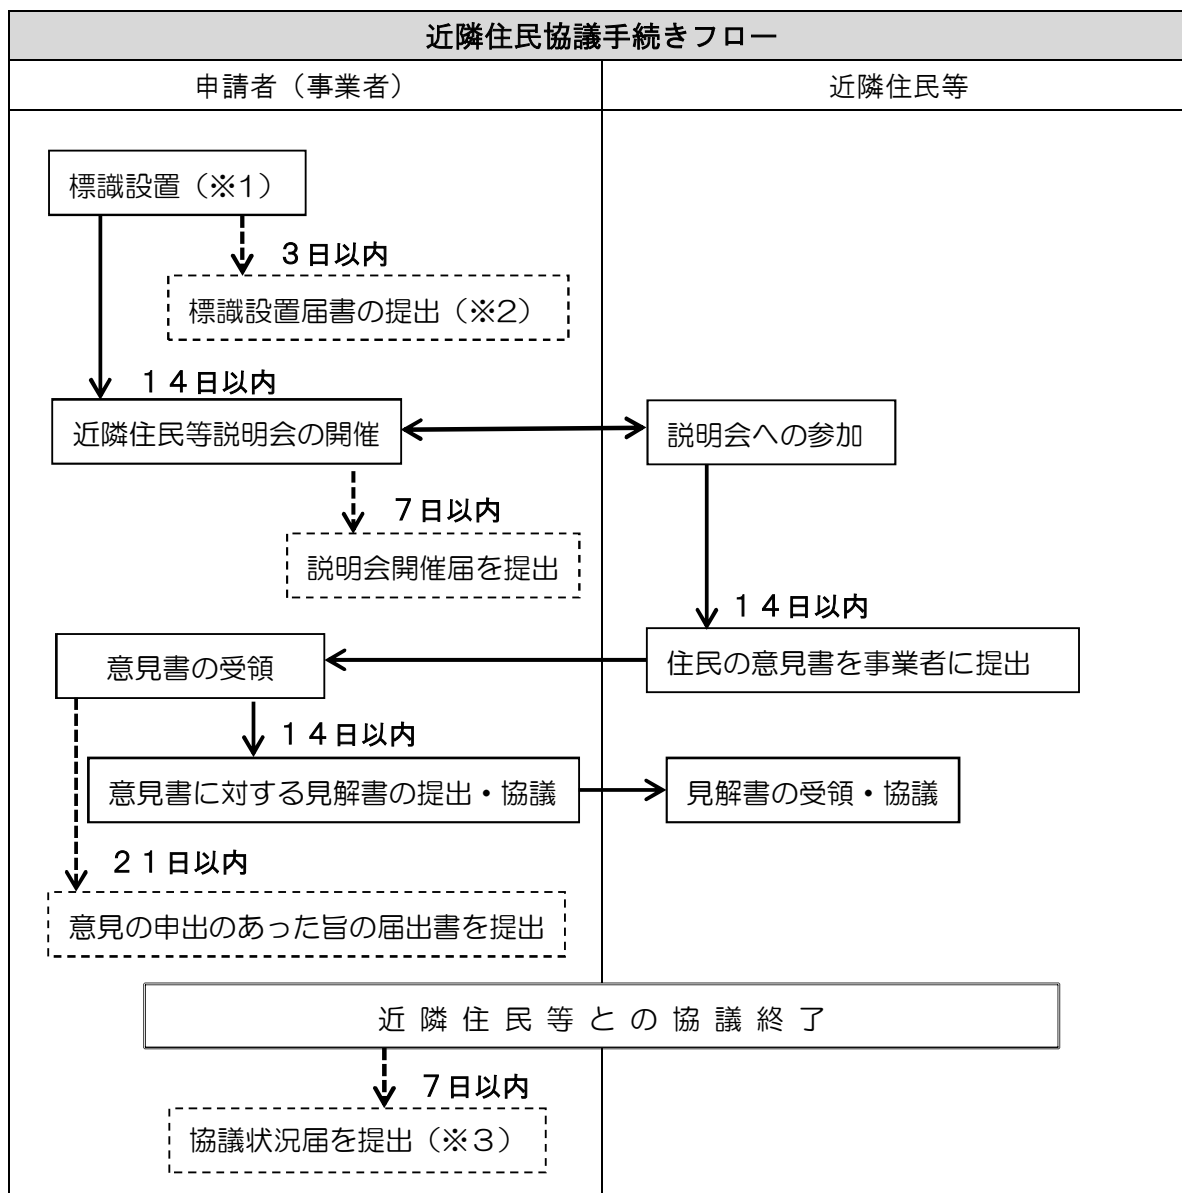 近隣住民協議手続きフロー
申請者（事業者）
近隣住民等
標識設置（※1）
3日以内
標識設置届書の提出（※2）
１４日以内
近隣住民等説明会の開催
説明会への参加
7日以内
説明会開催届を提出
１４日以内
意見書の受領
住民の意見書を事業者に提出
１４日以内
意見書に対する見解書の提出・協議
見解書の受領・協議
２１日以内
意見の申出のあった旨の届出書を提出
近隣住民等との協議終了
7日以内
協議状況届を提出（※３）